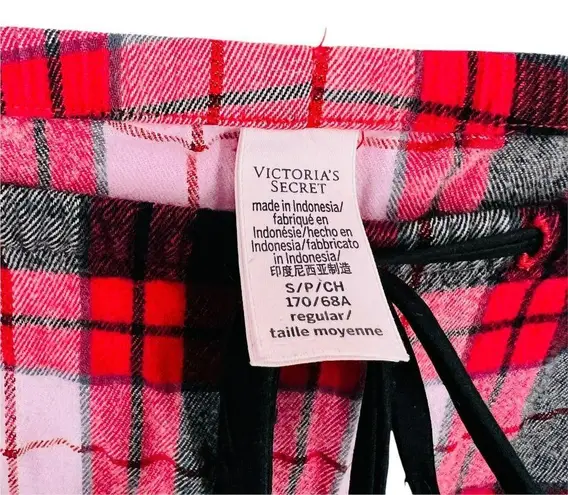 VICTORIA'S
SECRET
made in Indonesia/
fabriqué en
Indonésie/hecho en
Indonesia/fabbricato
in Indonesia/
印度尼西亚制造
S/P/CH
170/68A
regular/
taille moyenne